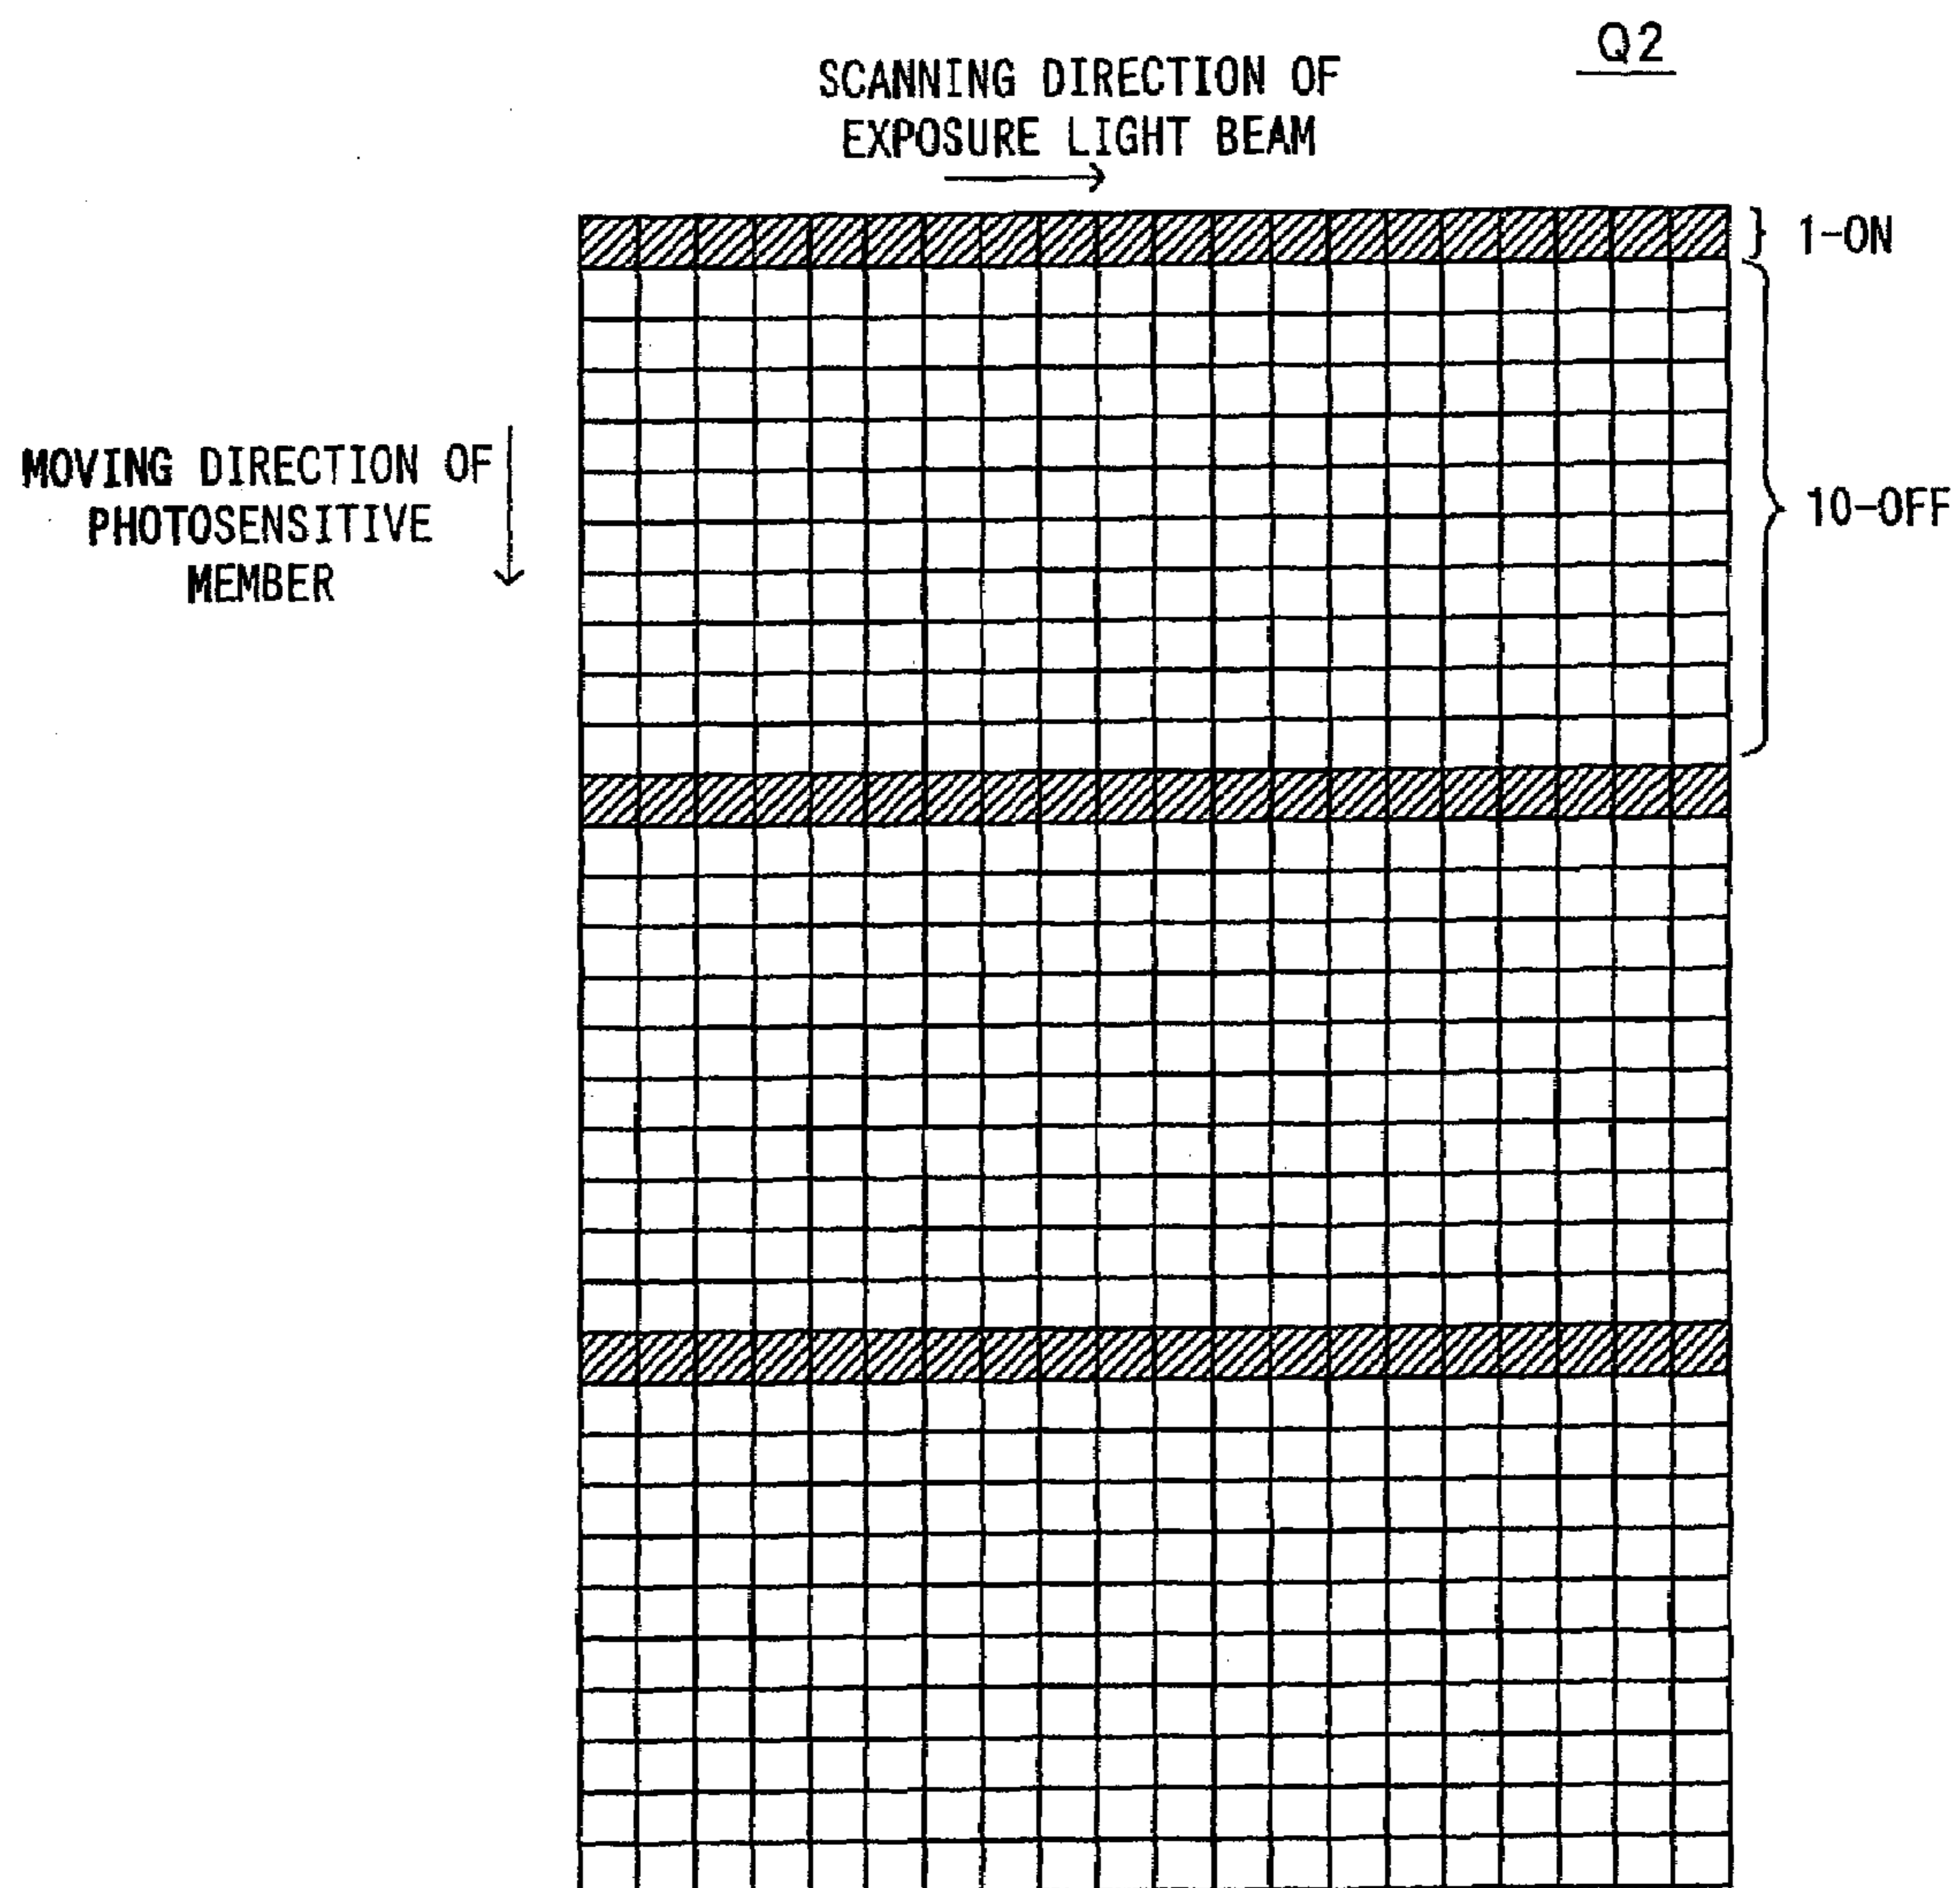 Q2
SCANNING DIRECTION OF
EXPOSURE LIGHT BEAM
1-ON
10-OFF
MOVING DIRECTION OF
PHOTOSENSITIVE
MEMBER